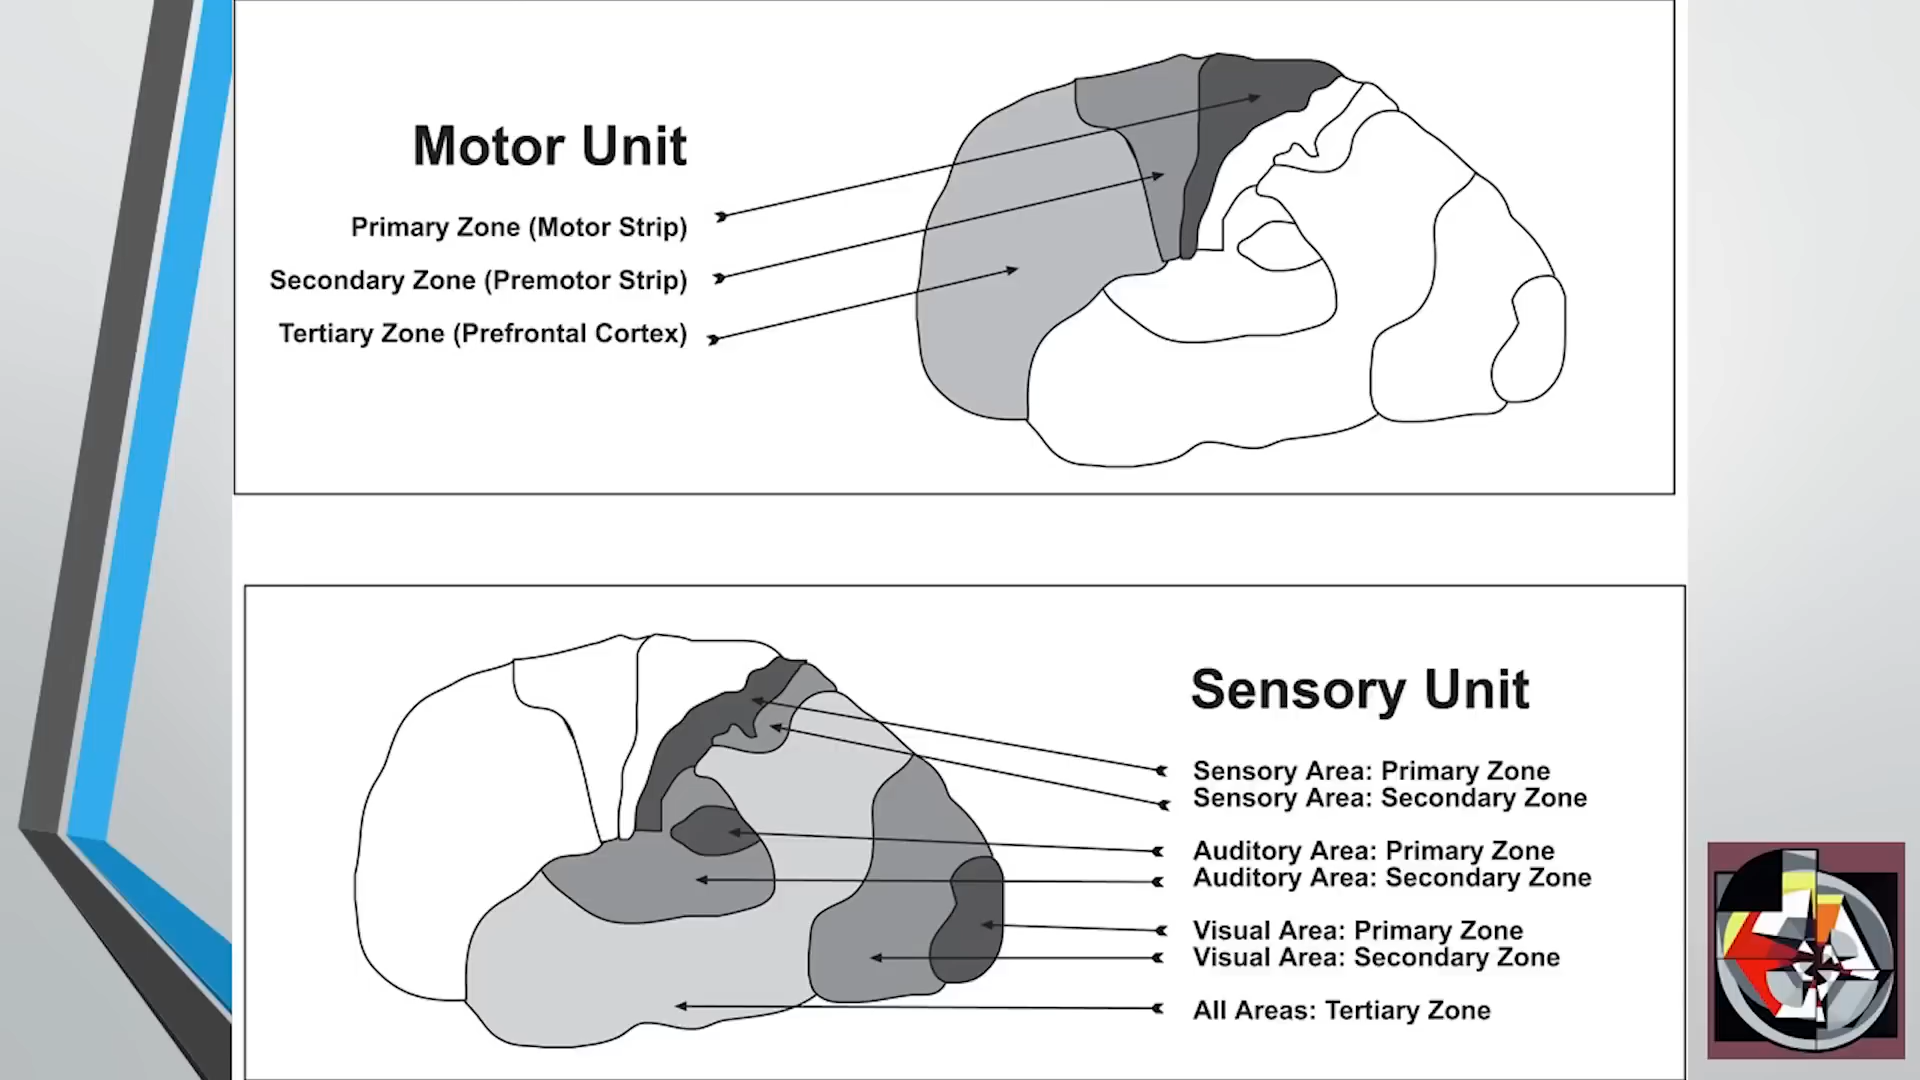 Motor Unit
Primary Zone (Motor Strip)
Secondary Zone (Premotor Strip)
Tertiary Zone (Prefrontal Cortex)
Sensory Unit
Sensory Area: Primary Zone
Sensory Area: Secondary Zone
Auditory Area: Primary Zone
Auditory Area: Secondary Zone
Visual Area: Primary Zone
Visual Area: Secondary Zone
All Areas: Tertiary Zone